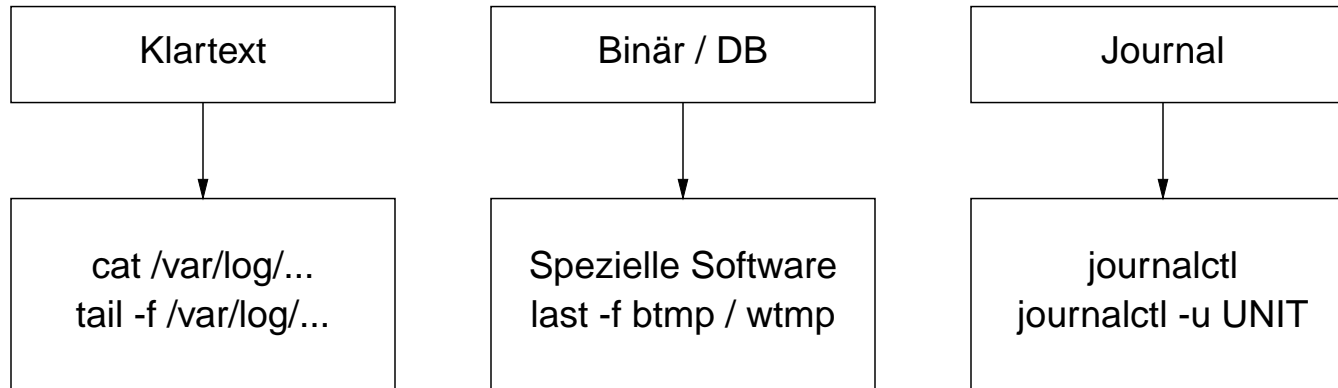 Klartext
Binär / DB
Journal
cat /var/log/...
tail -f /var/log/...
Spezielle Software
last -f btmp / wtmp
journalctl
journalctl -u UNIT